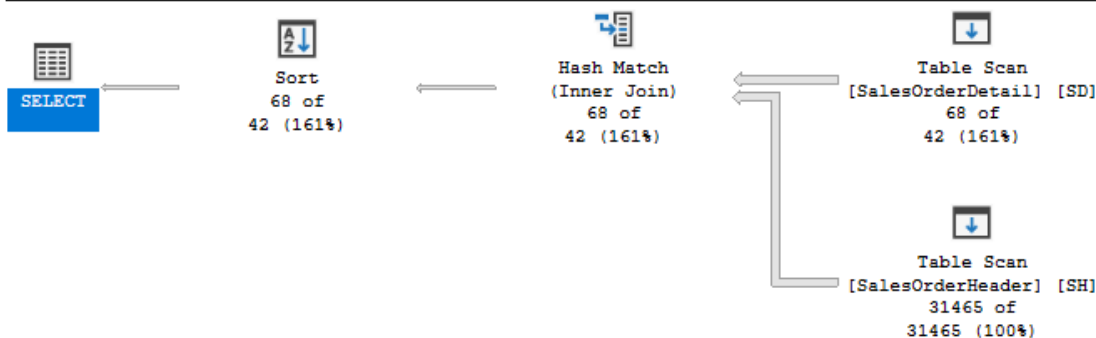 SELECT
Sort
68 of
42 (161%)
Hash Match
(Inner Join)
68 of
42 (161%)
Table Scan
[SalesOrderDetail] [SD]
68 of
42 (161%)
Table Scan
[SalesOrderHeader] [SH]
31465 of
31465 (100%)